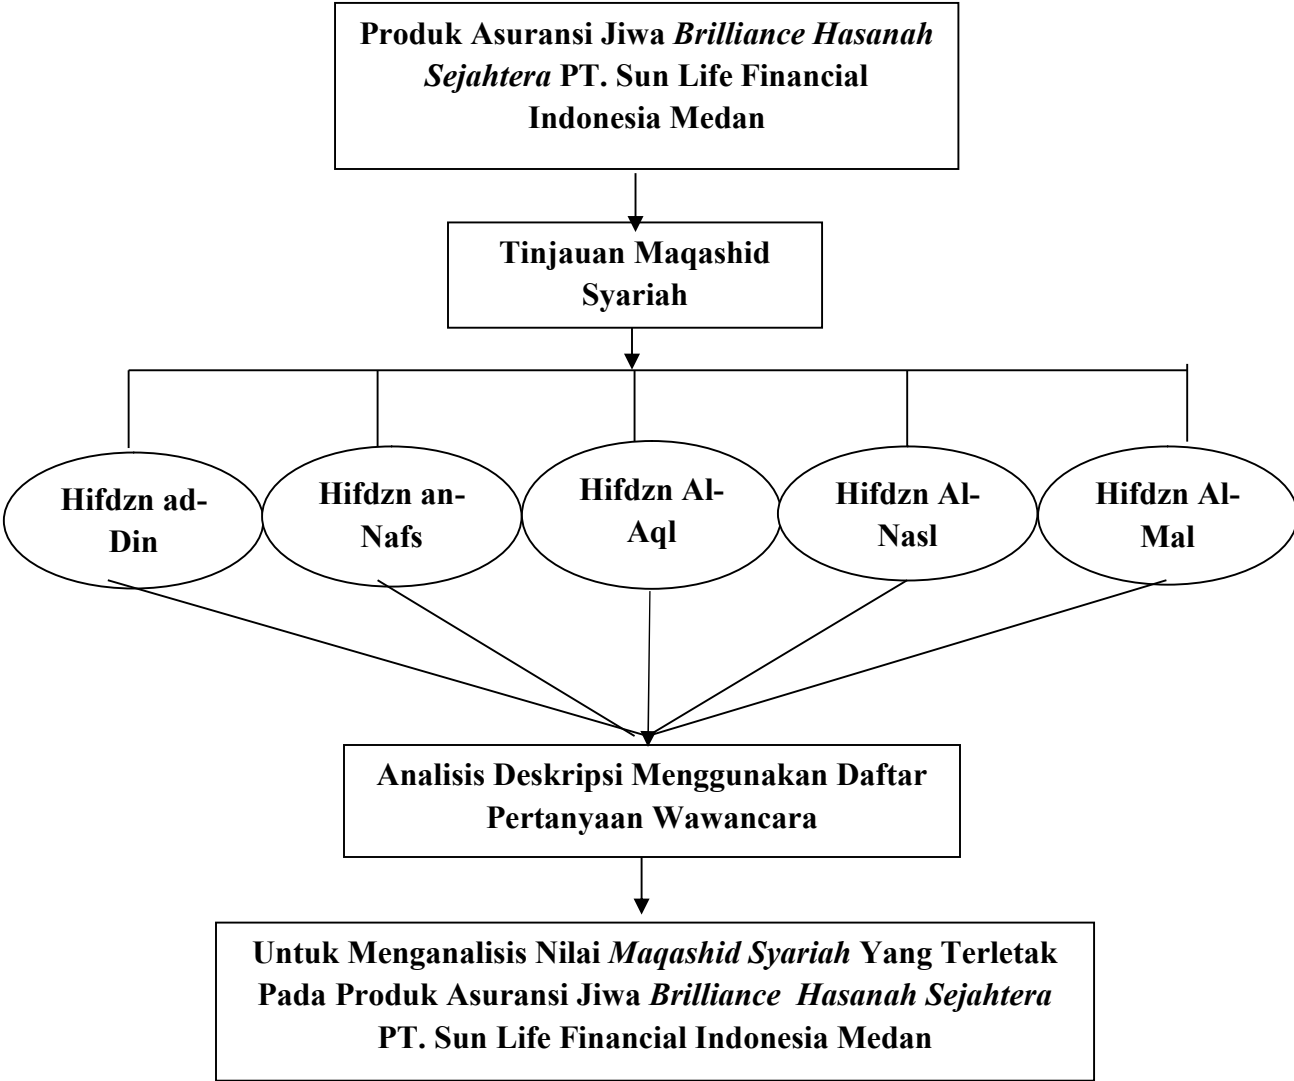 Produk Asuransi Jiwa Brilliance Hasanah
Sejahtera PT. Sun Life Financial
Indonesia Medan
Tinjauan Maqashid
Syariah
Hifdzn ad-
Din
Hifdzn an-
Nafs
Hifdzn Al-
Aql
Hifdzn Al-
Nasl
Hifdzn Al-
Mal
Analisis Deskripsi Menggunakan Daftar
Pertanyaan Wawancara
Untuk Menganalisis Nilai Maqashid Syariah Yang Terletak
Pada Produk Asuransi Jiwa Brilliance Hasanah Sejahtera
PT. Sun Life Financial Indonesia Medan